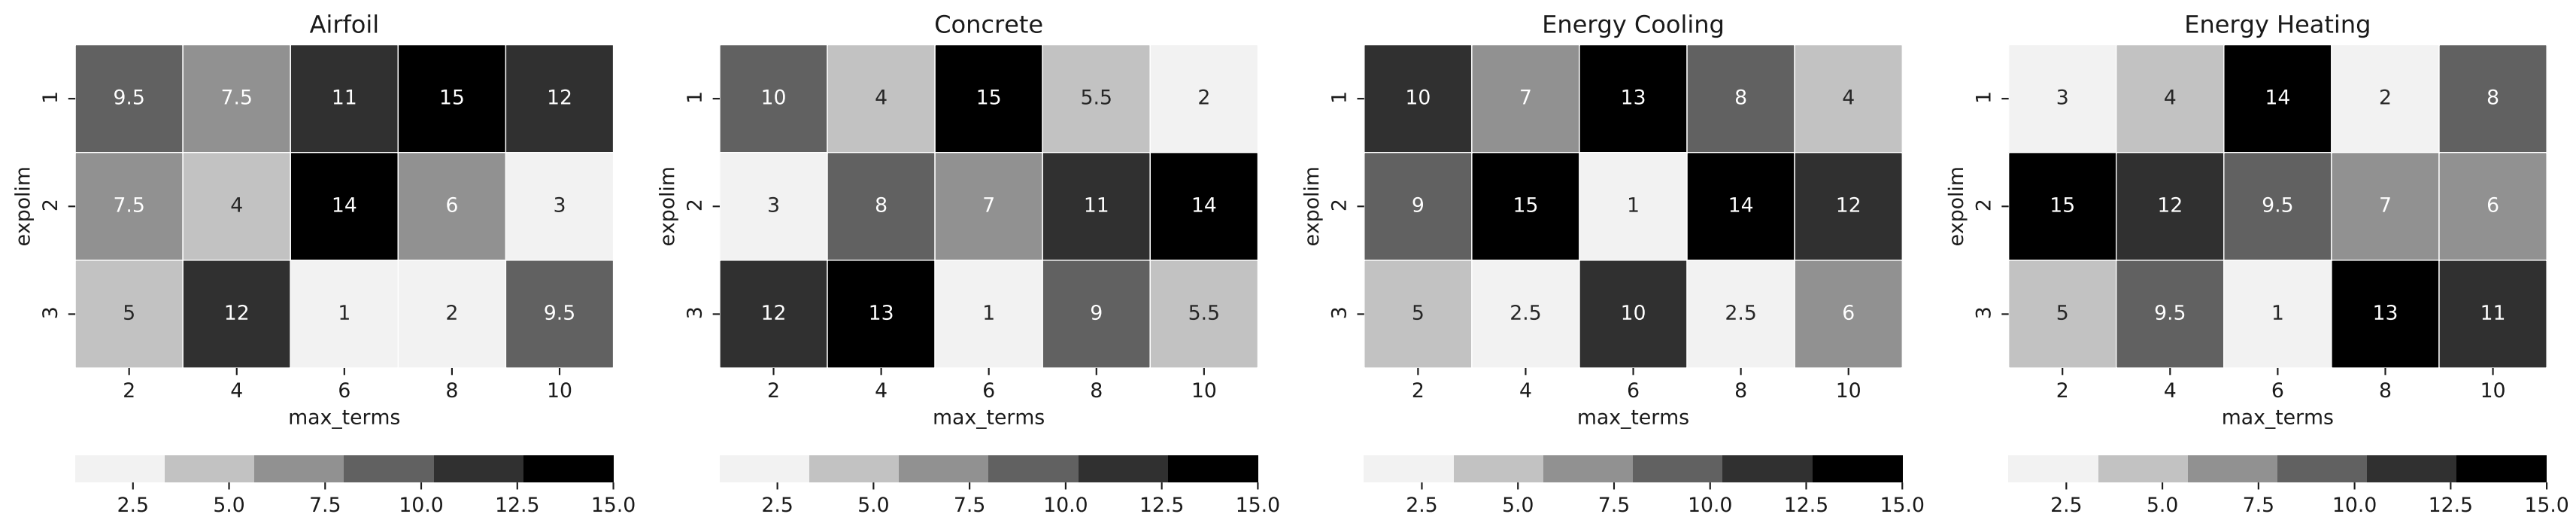 Airfoil
1 9.5 7.5 11 15 12
expolim
2 7.5 4 14 6 3
3 5 12 1 2 9.5
2 4 6 8 10
max_terms
2.5 5.0 7.5 10.0 12.5 15.0
Concrete
1 10 4 15 5.5 2
expolim
2 3 8 7 11 14
3 12 13 1 9 5.5
2 4 6 8 10
max_terms
2.5 5.0 7.5 10.0 12.5 15.0
Energy Cooling
1 10 7 13 8 4
expolim
2 9 15 1 14 12
3 5 2.5 10 2.5 6
2 4 6 8 10
max_terms
2.5 5.0 7.5 10.0 12.5 15.0
Energy Heating
1 3 4 14 2 8
expolim
2 15 12 9.5 7 6
3 5 9.5 1 13 11
2 4 6 8 10
max_terms
2.5 5.0 7.5 10.0 12.5 15.0